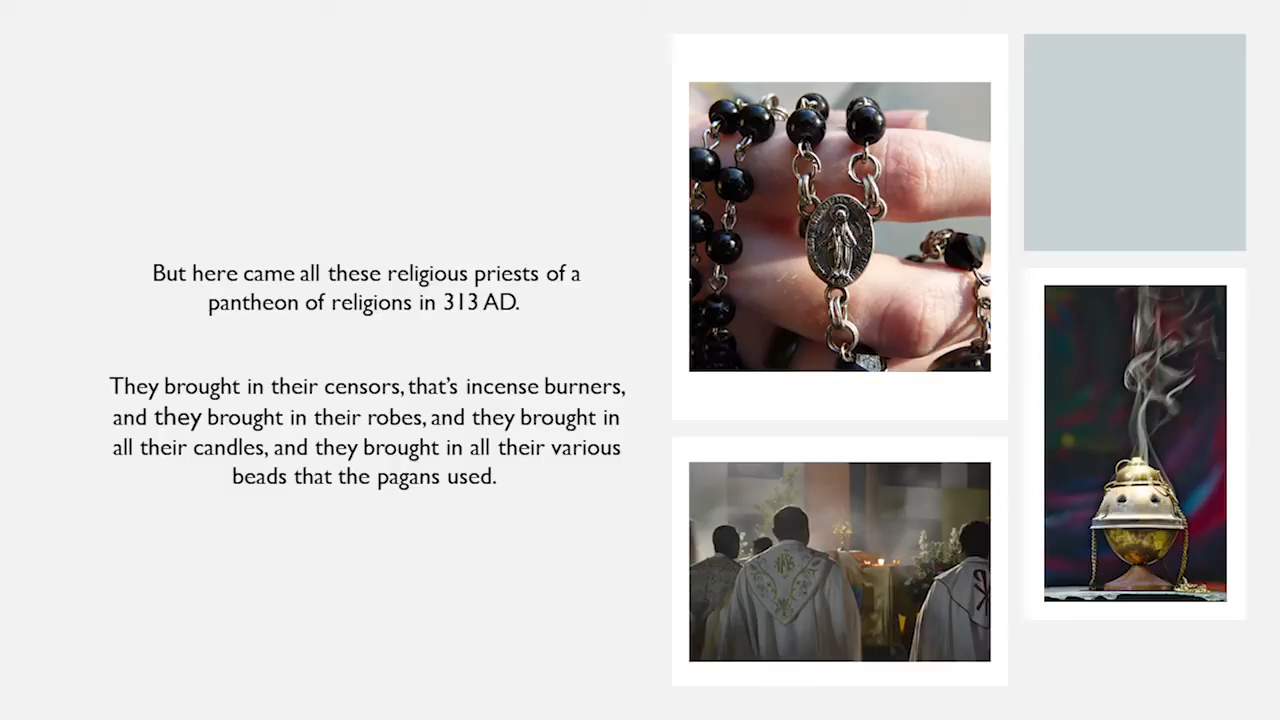 But here came all these religious priests of a
pantheon of religions in 313 AD.
They brought in their censors, that's incense burners,
and they brought in their robes, and they brought in
all their candles, and they brought in all their various
beads that the pagans used.